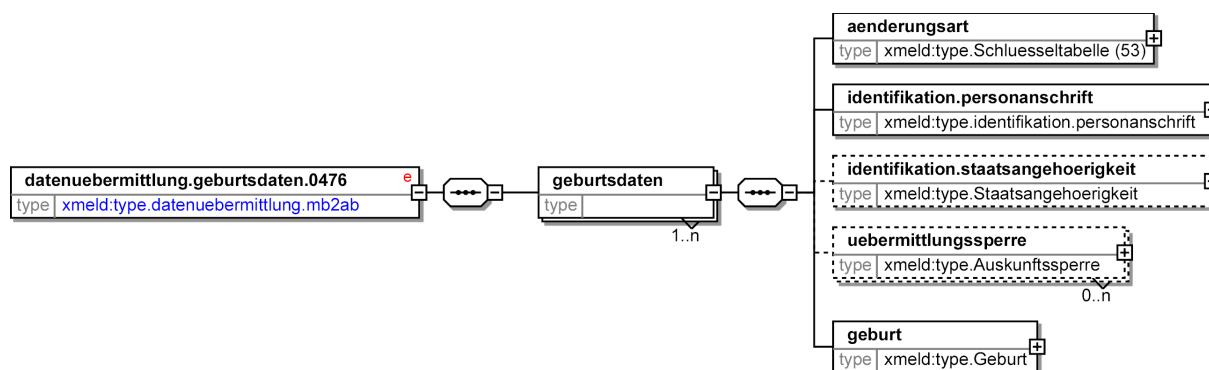 aenderungsart
type xmeld:type.Schluesseltabelle (53)
identifikation.personanschrift
type xmeld:type.identifikation.personanschrift
datenuebermittlung.geburtsdaten.0476 e
type xmeld:type.datenuebermittlung.mb2ab
geburtsdaten
type
1..n
identifikation.staatsangehoerigkeit
type xmeld:type.Staatsangehoerigkeit
uebermittlungssperre
type xmeld:type.Auskunftssperre
0..n
geburt
type xmeld:type.Geburt